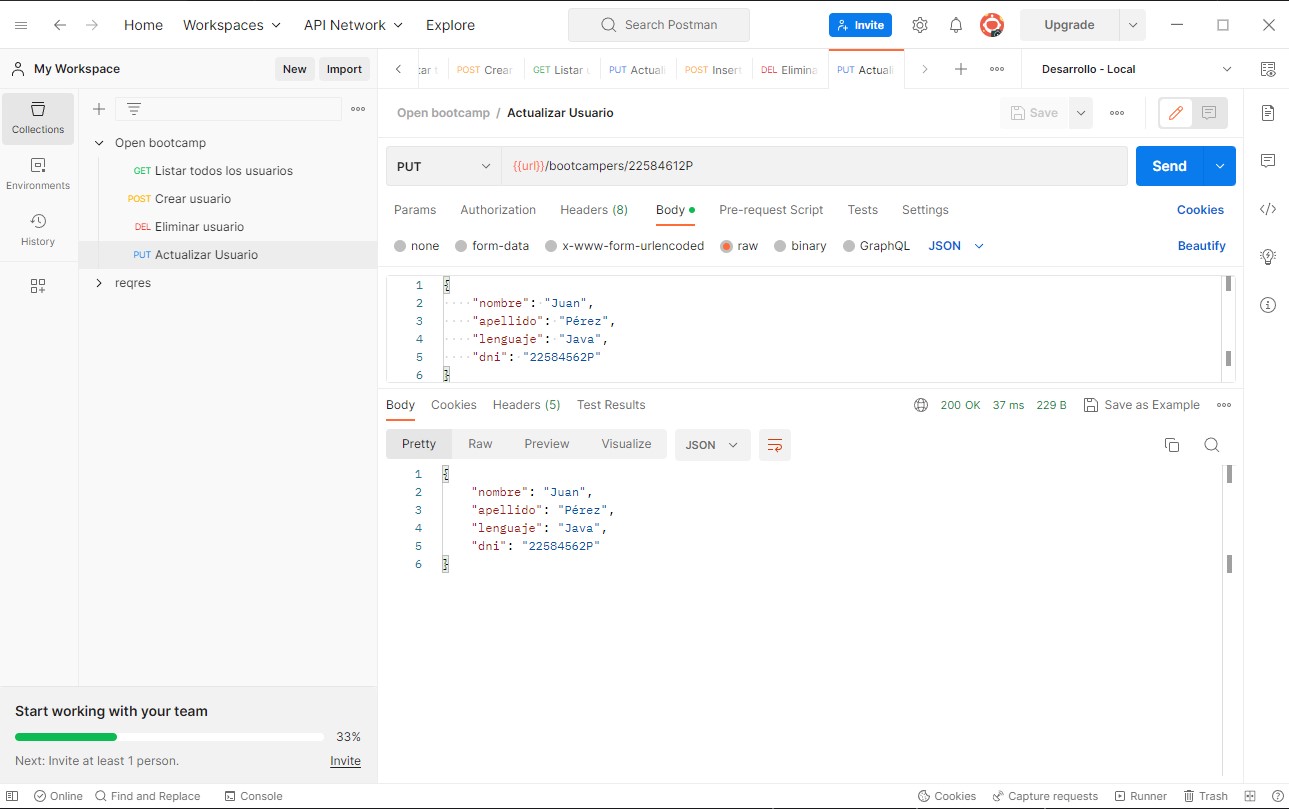 Home Workspaces API Network Explore Search Postman Invite Upgrade
My Workspace New Import POST Crear GET Listar PUT Actuali POST Insert DEL Elimina PUT Actuali Desarrollo - Local
Collections
Environments
History
Open bootcamp
GET Listar todos los usuarios
POST Crear usuario
DEL Eliminar usuario
PUT Actualizar Usuario
reqres
Open bootcamp / Actualizar Usuario Save
PUT {{url}}/bootcampers/22584612P Send
Params Authorization Headers (8) Body Pre-request Script Tests Settings Cookies
none form-data x-www-form-urlencoded raw binary GraphQL JSON Beautify
1 {
2 "nombre": "Juan",
3 "apellido": "Pérez",
4 "lenguaje": "Java",
5 "dni": "22584562P"
6 }
Body Cookies Headers (5) Test Results 200 OK 37 ms 229 B Save as Example
Pretty Raw Preview Visualize JSON
1 {
2 "nombre": "Juan",
3 "apellido": "Pérez",
4 "lenguaje": "Java",
5 "dni": "22584562P"
6 }
Start working with your team
33%
Next: Invite at least 1 person. Invite
Online Find and Replace Console Cookies Capture requests Runner Trash